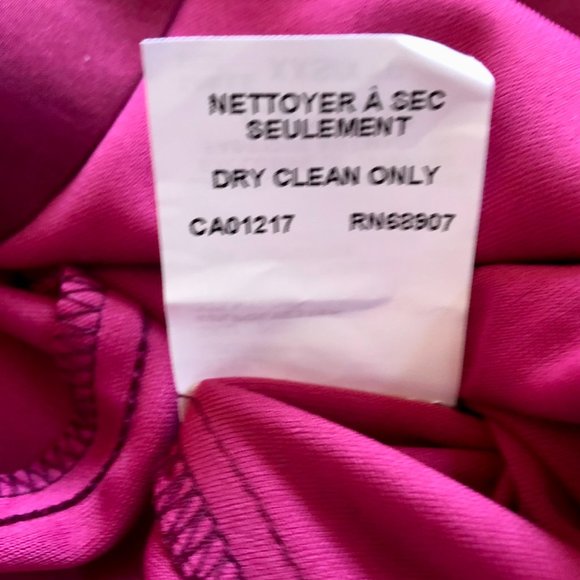 NETTOYER À SEC
SEULEMENT
DRY CLEAN ONLY
CA01217 RN68907